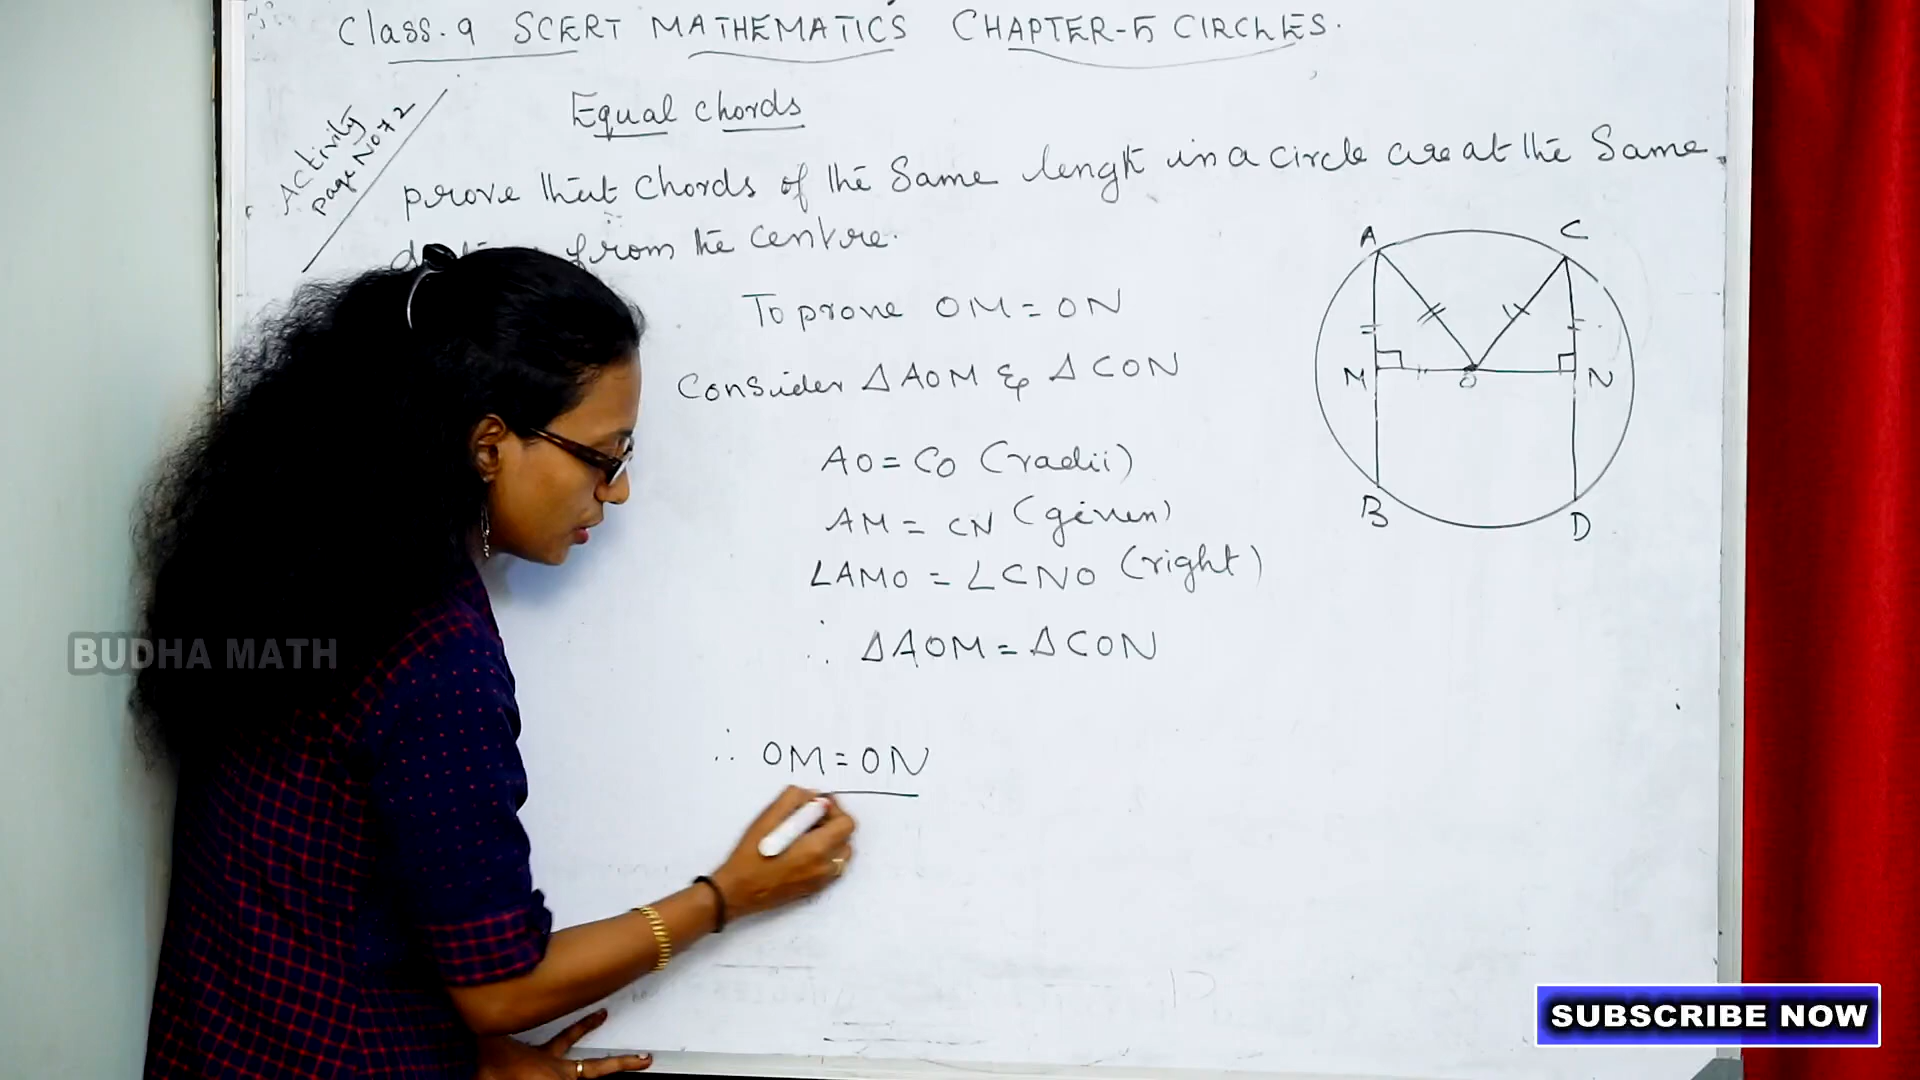 Class.9 SCERT MATHEMATICS CHAPTER-5 CIRCLES.
Activity
page No 72
Equal chords
prove that chords of the Same length in a circle are at the Same
from the centre.
To prove OM = ON
Consider Δ AOM & Δ CON
AO = CO (radii)
AM = CN (given)
∠AMO = ∠CNO (right)
∴ ΔAOM = ΔCON
∴ OM = ON
A
C
M
O
N
B
D
BUDHA MATH
SUBSCRIBE NOW